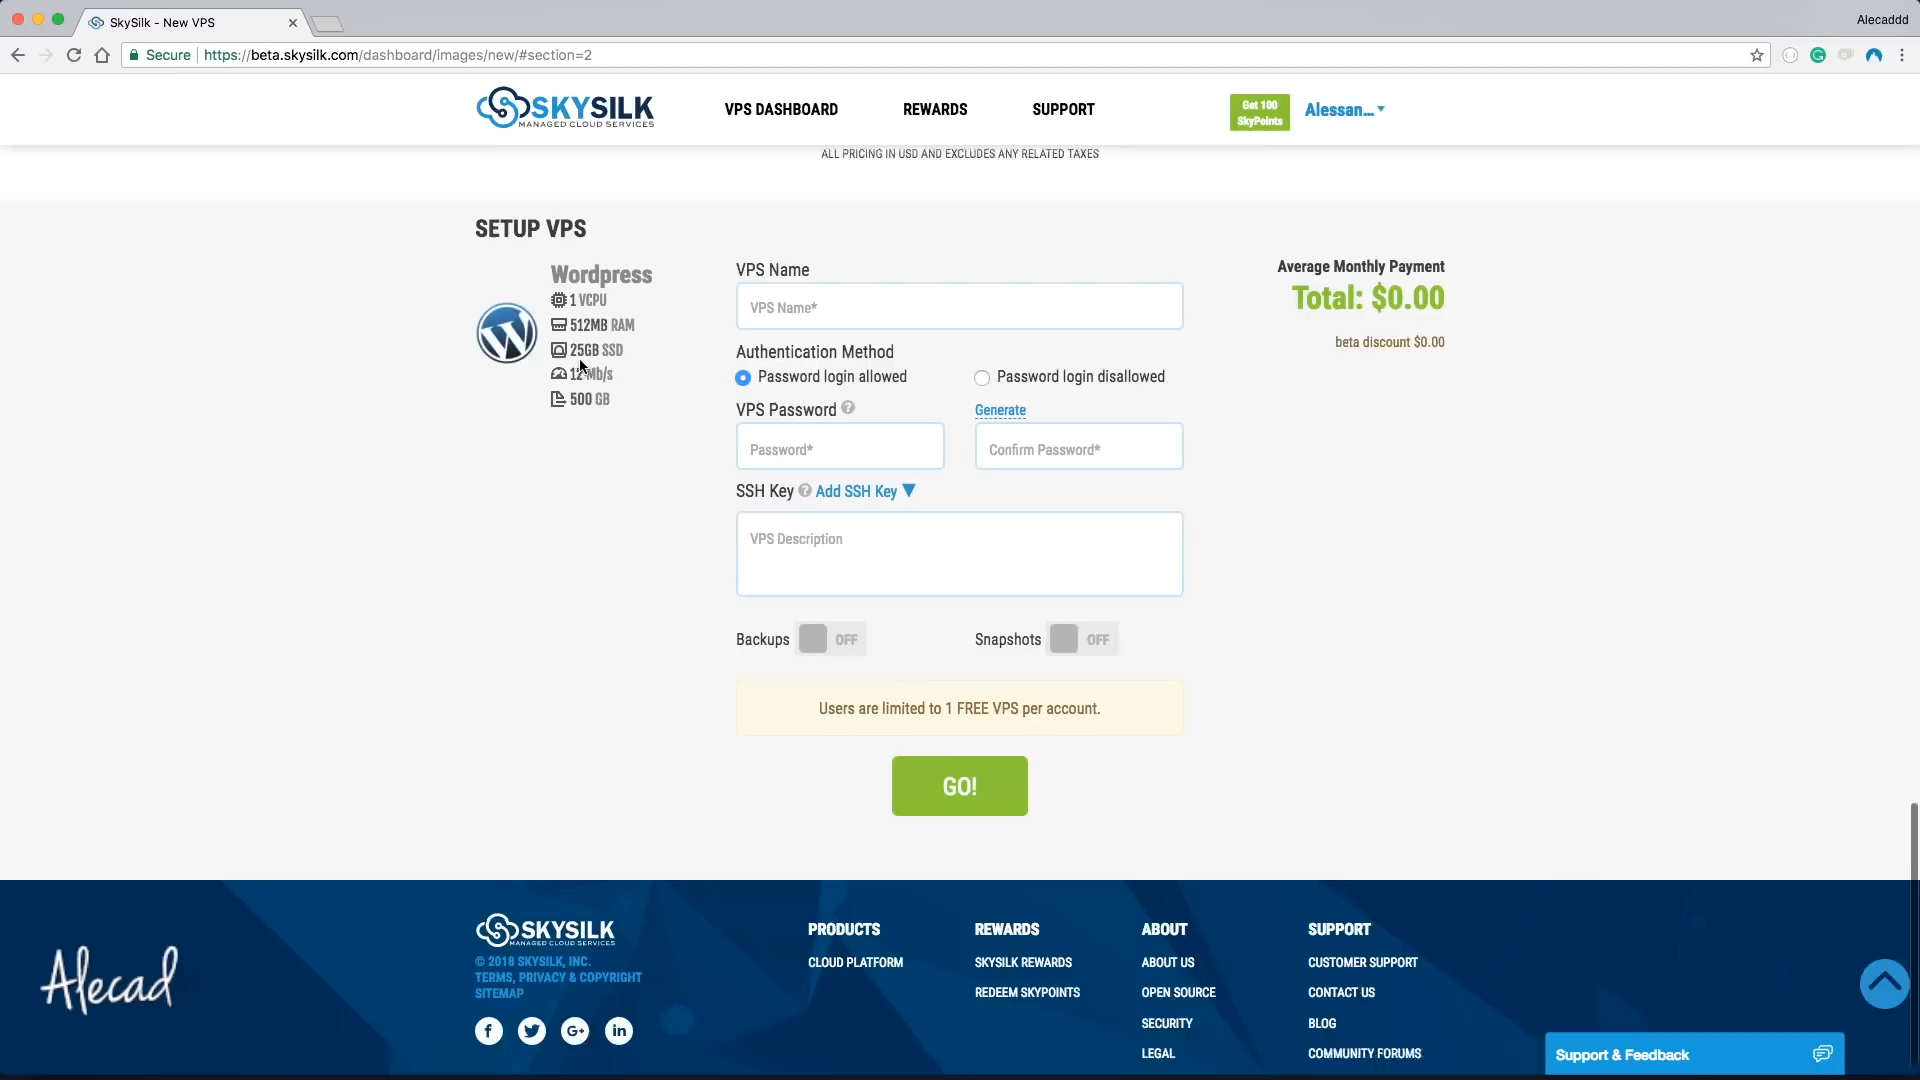 SkySilk - New VPS
Alecaddd
Secure https://beta.skysilk.com/dashboard/images/new/#section=2
SKYSILK
MANAGED CLOUD SERVICES
VPS DASHBOARD
REWARDS
SUPPORT
Get 100
SkyPoints
Alessan...
ALL PRICING IN USD AND EXCLUDES ANY RELATED TAXES
SETUP VPS
Wordpress
1 VCPU
512MB RAM
25GB SSD
12 Mb/s
500 GB
VPS Name
VPS Name*
Authentication Method
Password login allowed
Password login disallowed
VPS Password ?
Generate
Password*
Confirm Password*
SSH Key ? Add SSH Key
VPS Description
Backups OFF
Snapshots OFF
Users are limited to 1 FREE VPS per account.
GO!
Average Monthly Payment
Total: $0.00
beta discount $0.00
Alecad
SKYSILK
MANAGED CLOUD SERVICES
© 2018 SKYSILK, INC.
TERMS, PRIVACY & COPYRIGHT
SITEMAP
PRODUCTS
CLOUD PLATFORM
REWARDS
SKYSILK REWARDS
REDEEM SKYPOINTS
ABOUT
ABOUT US
OPEN SOURCE
SECURITY
LEGAL
SUPPORT
CUSTOMER SUPPORT
CONTACT US
BLOG
COMMUNITY FORUMS
Support & Feedback